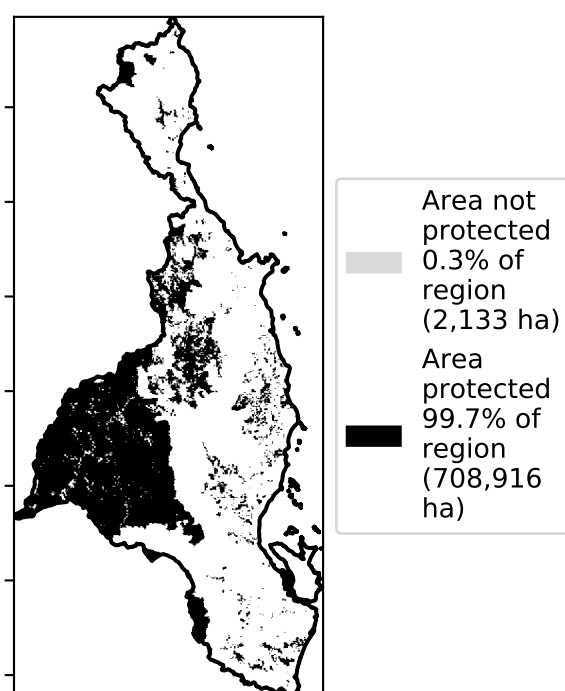 Area not
protected
0.3% of
region
(2,133 ha)
Area
protected
99.7% of
region
(708,916
ha)